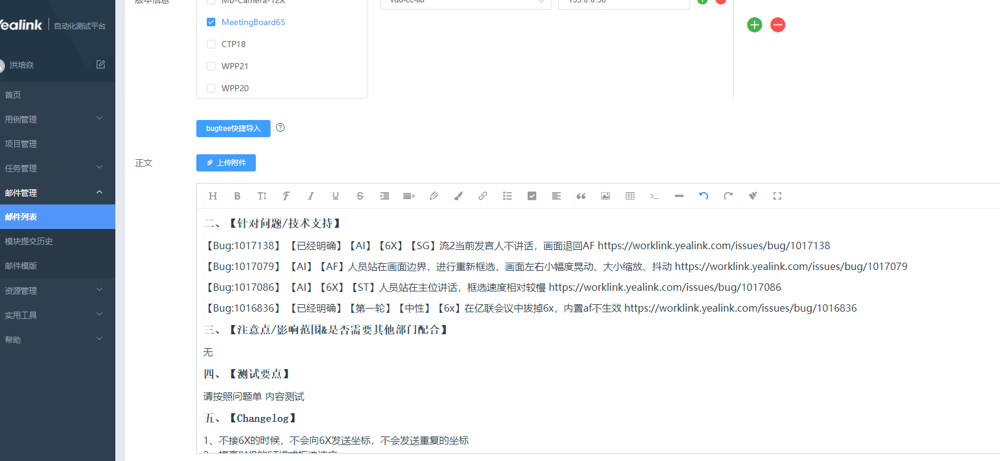 版本信息
MB-Camera-12X
vd6-cc-lib
Yealink
自动化测试平台
MeetingBoard65
CTP18
洪培焱
WPP21
WPP20
首页
用例管理
项目管理
任务管理
邮件管理
邮件列表
模块提交历史
邮件模版
资源管理
实用工具
帮助
bugfree快捷导入
正文
上传附件
二、【针对问题/技术支持】
【Bug:1017138】 【已经明确】【AI】【6X】【SG】流2当前发言人不讲话，画面退回AF https://worklink.yealink.com/issues/bug/1017138
【Bug:1017079】 【AI】【AF】人员站在画面边界，进行重新框选，画面左右小幅度晃动、大小缩放、抖动 https://worklink.yealink.com/issues/bug/1017079
【Bug:1017086】 【AI】【6X】【ST】人员站在主位讲话，框选速度相对较慢 https://worklink.yealink.com/issues/bug/1017086
【Bug:1016836】 【已经明确】【第一轮】【中性】【6x】在亿联会议中拔掉6x，内置af不生效 https://worklink.yealink.com/issues/bug/1016836
三、【注意点/影响范围&是否需要其他部门配合】
无
四、【测试要点】
请按照问题单 内容测试
五、【Changelog】
1、不接6X的时候，不会向6X发送坐标，不会发送重复的坐标